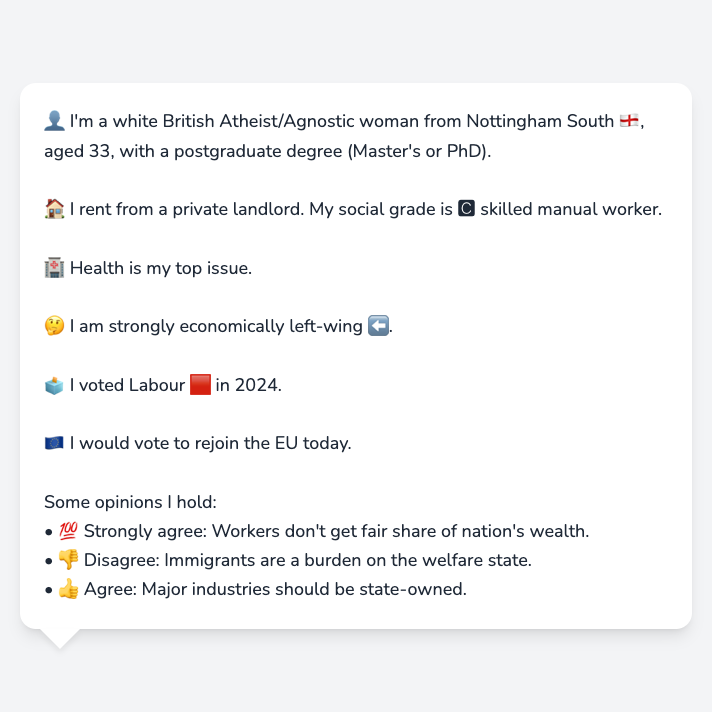 👤 I'm a white British Atheist/Agnostic woman from Nottingham South 🏴󠁧󠁢󠁥󠁮󠁧󠁿,
aged 33, with a postgraduate degree (Master's or PhD).
🏠 I rent from a private landlord. My social grade is 🅲 skilled manual worker.
🏥 Health is my top issue.
🤔 I am strongly economically left-wing ⬅️.
🗳️ I voted Labour 🟥 in 2024.
🇪🇺 I would vote to rejoin the EU today.
Some opinions I hold:
• 💯 Strongly agree: Workers don't get fair share of nation's wealth.
• 👎 Disagree: Immigrants are a burden on the welfare state.
• 👍 Agree: Major industries should be state-owned.